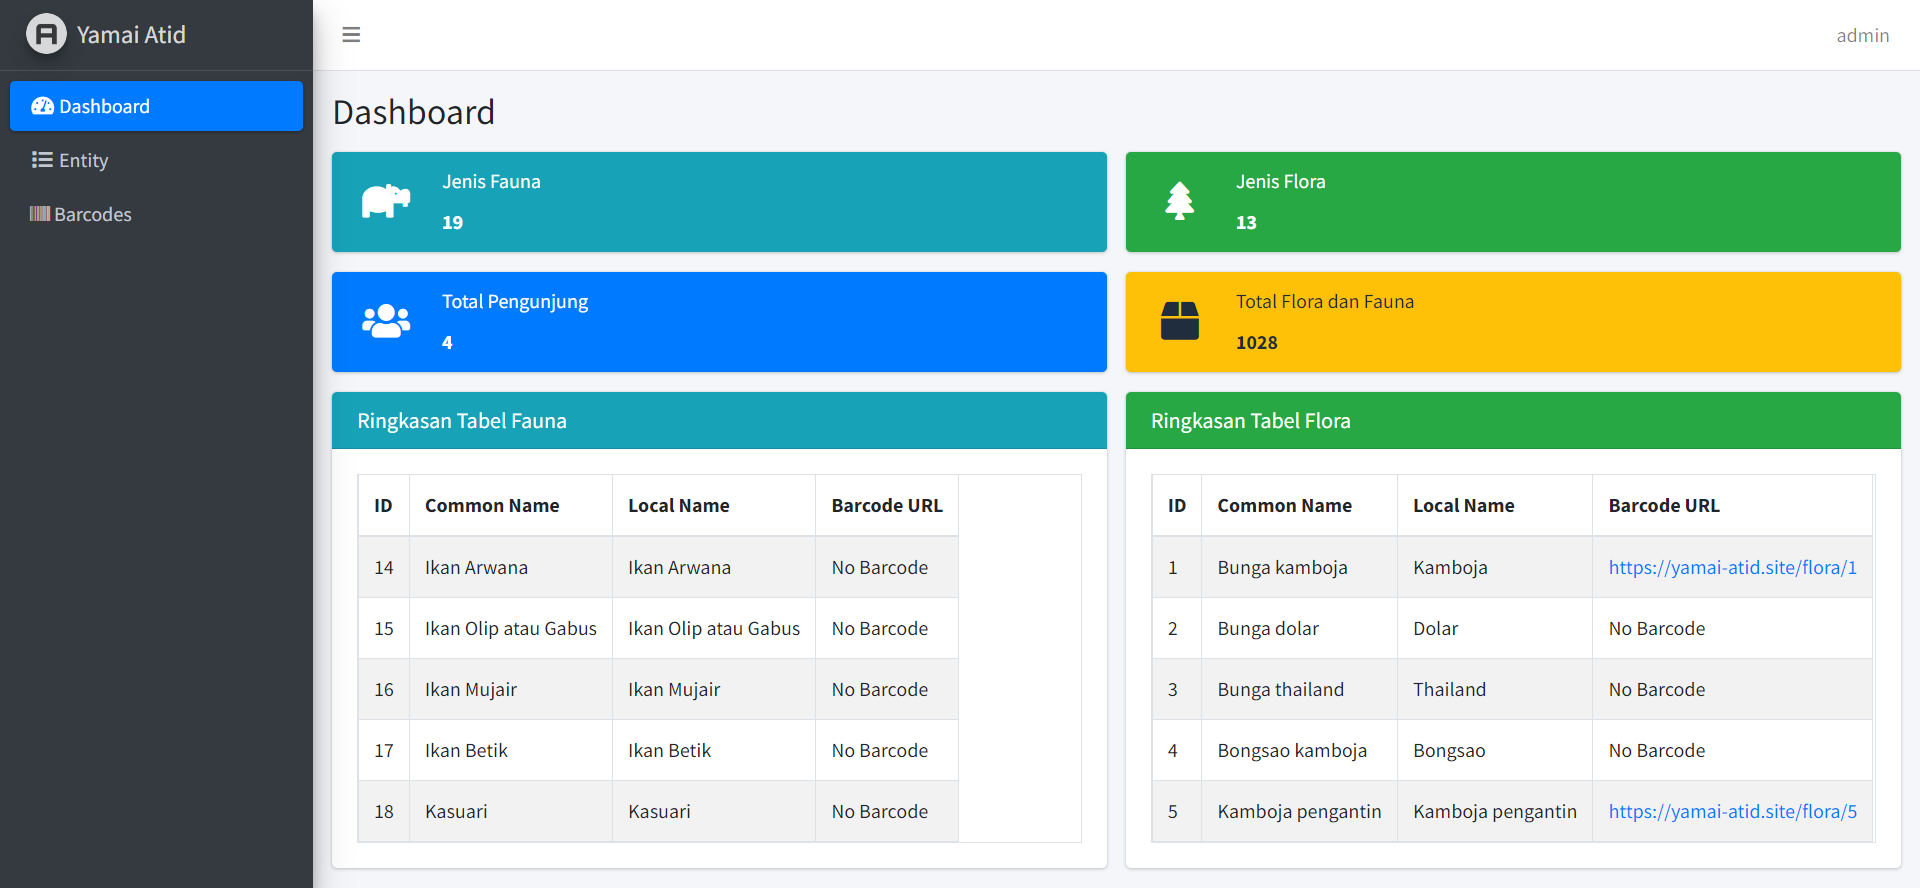 Yamai Atid
admin
Dashboard
Entity
Barcodes
Dashboard
Jenis Fauna
19
Jenis Flora
13
Total Pengunjung
4
Total Flora dan Fauna
1028
Ringkasan Tabel Fauna
ID Common Name Local Name Barcode URL
14 Ikan Arwana Ikan Arwana No Barcode
15 Ikan Olip atau Gabus Ikan Olip atau Gabus No Barcode
16 Ikan Mujair Ikan Mujair No Barcode
17 Ikan Betik Ikan Betik No Barcode
18 Kasuari Kasuari No Barcode
Ringkasan Tabel Flora
ID Common Name Local Name Barcode URL
1 Bunga kamboja Kamboja https://yamai-atid.site/flora/1
2 Bunga dolar Dolar No Barcode
3 Bunga thailand Thailand No Barcode
4 Bongsao kamboja Bongsao No Barcode
5 Kamboja pengantin Kamboja pengantin https://yamai-atid.site/flora/5